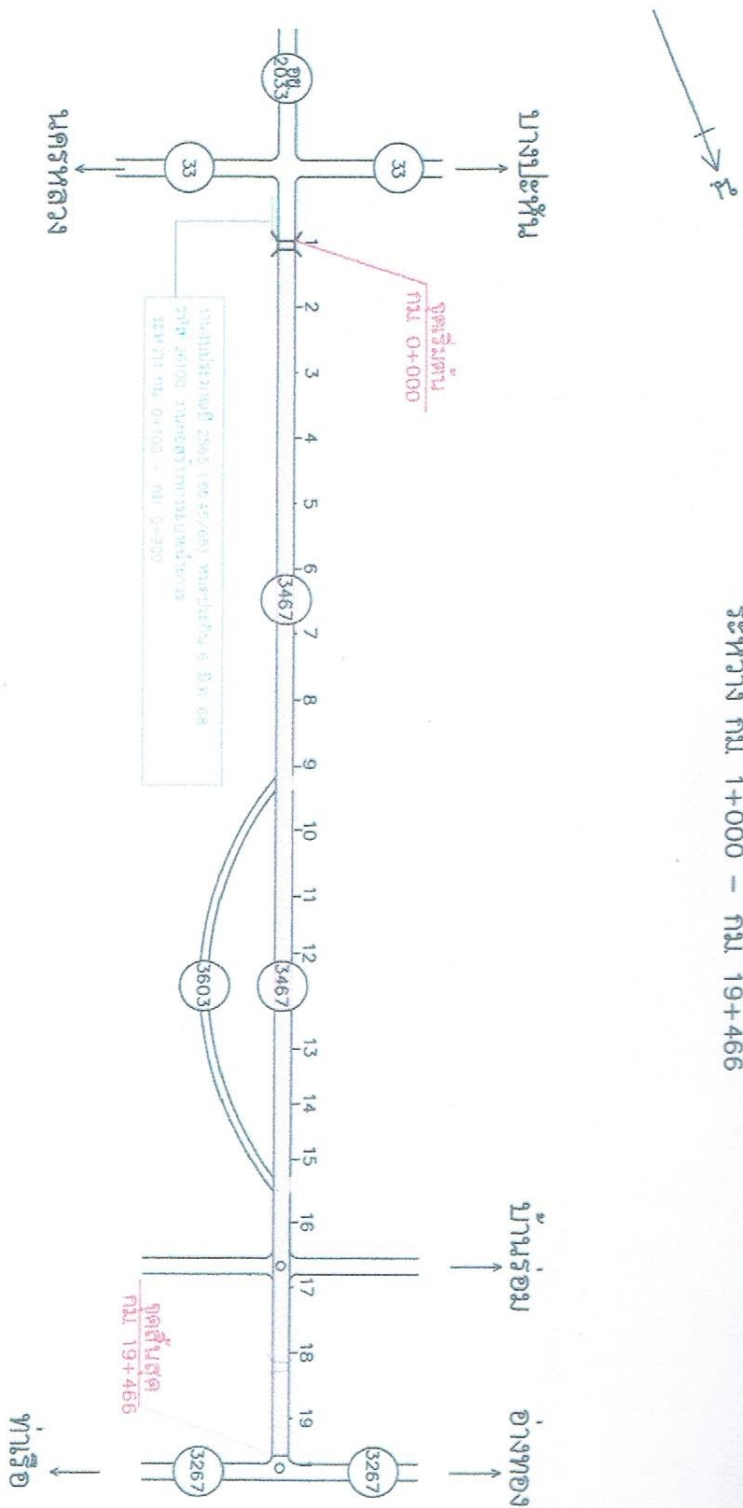 ระหว่าง กม. 1+000 - กม. 19+466
น
บางปะหัน
บ้านร่อม
อ่างทอง
33
3267
จุดเริ่มต้น
กม. 0+000
อย.
2033
1
2
3
4
5
6
3467
7
8
9
10
11
12
3467
13
14
15
16
17
18
19
3603
33
จุดสิ้นสุด
กม. 19+466
3267
นครหลวง
ท่าเรือ